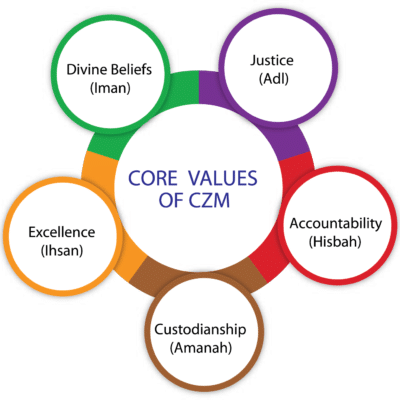 Divine Beliefs
(Iman)
Justice
(Adl)
CORE VALUES
OF CZM
Excellence
(Ihsan)
Accountability
(Hisbah)
Custodianship
(Amanah)